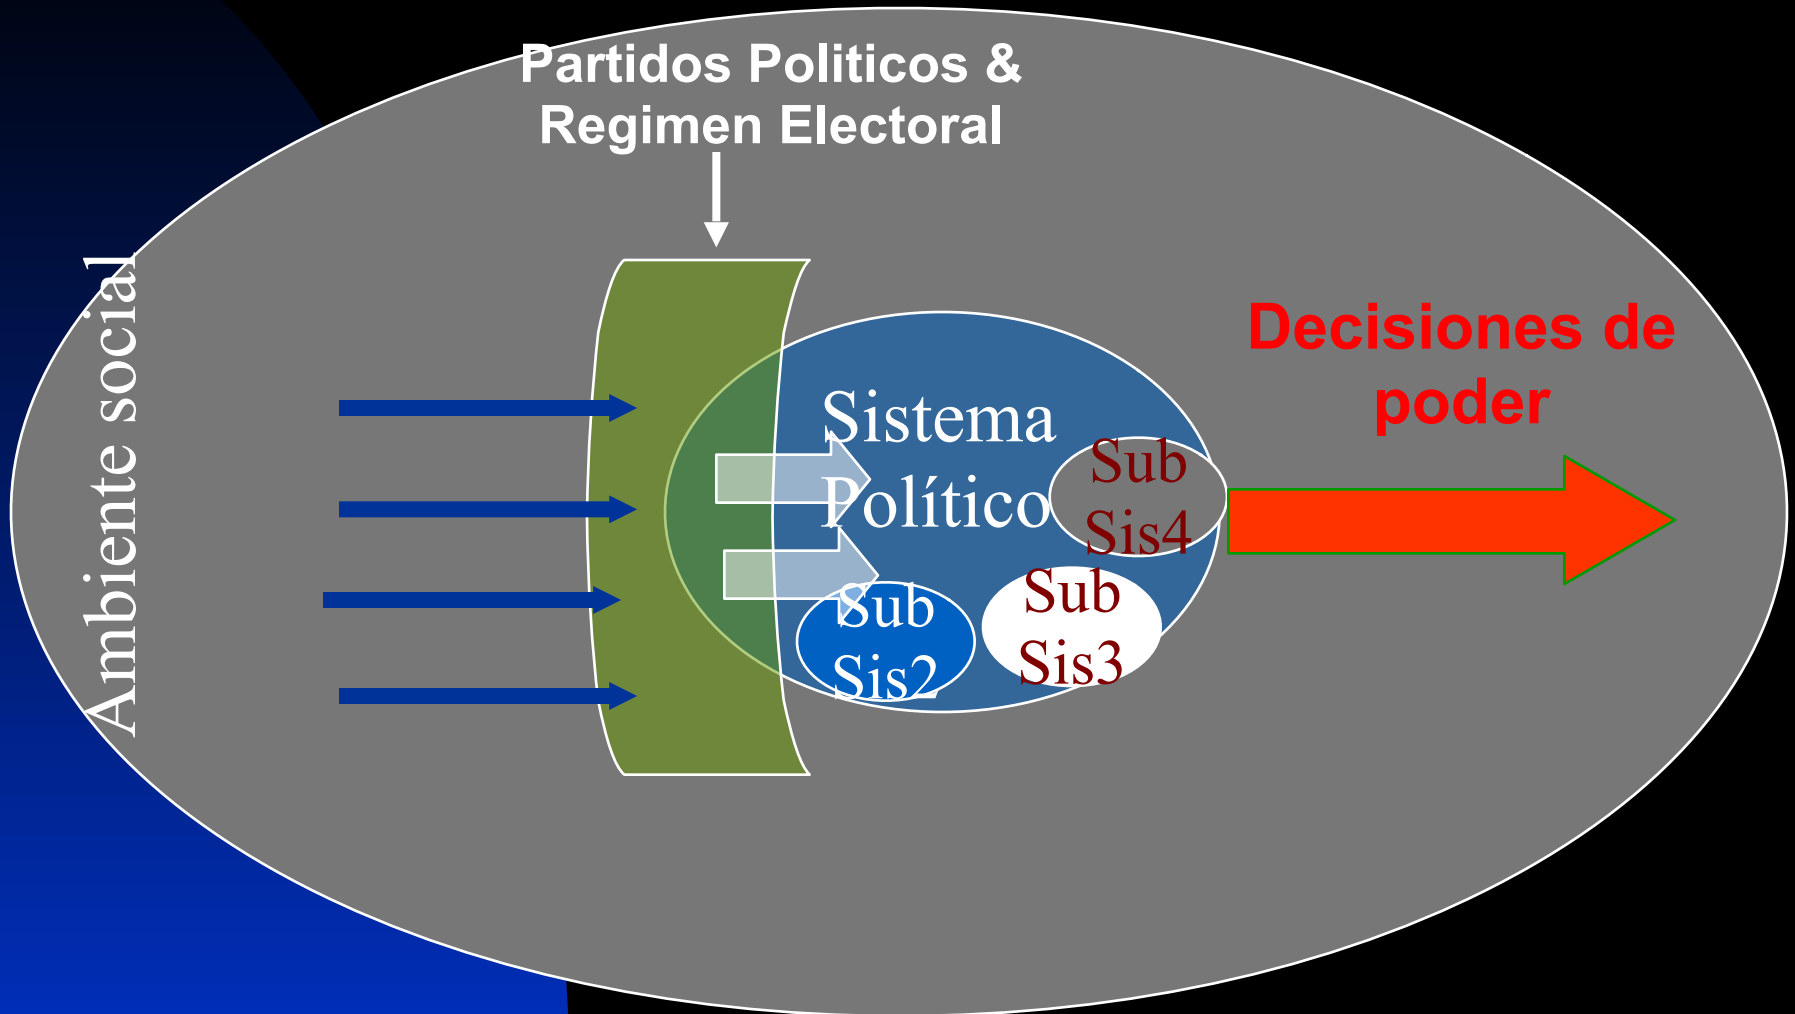 Partidos Politicos &
Regimen Electoral
Ambiente social
Decisiones de
poder
Sistema
Político
Sub
Sis4
Sub
Sis3
Sub
Sis2